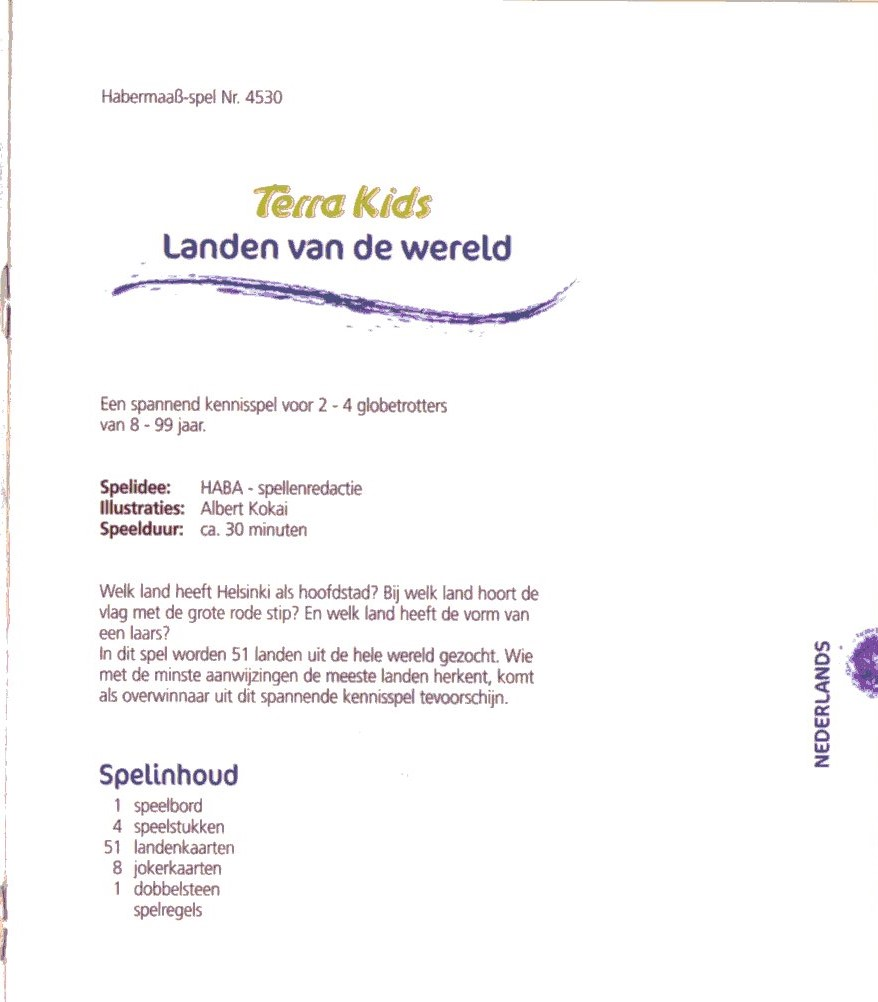 Habermaaß-spel Nr. 4530
Terra Kids
Landen van de wereld
Een spannend kennisspel voor 2 - 4 globetrotters
van 8 - 99 jaar.
Spelidee: HABA - spellenredactie
Illustraties: Albert Kokai
Speelduur: ca. 30 minuten
Welk land heeft Helsinki als hoofdstad? Bij welk land hoort de
vlag met de grote rode stip? En welk land heeft de vorm van
een laars?
In dit spel worden 51 landen uit de hele wereld gezocht. Wie
met de minste aanwijzingen de meeste landen herkent, komt
als overwinnaar uit dit spannende kennisspel tevoorschijn.
NEDERLANDS
Spelinhoud
1 speelbord
4 speelstukken
51 landenkaarten
8 jokerkaarten
1 dobbelsteen
spelregels